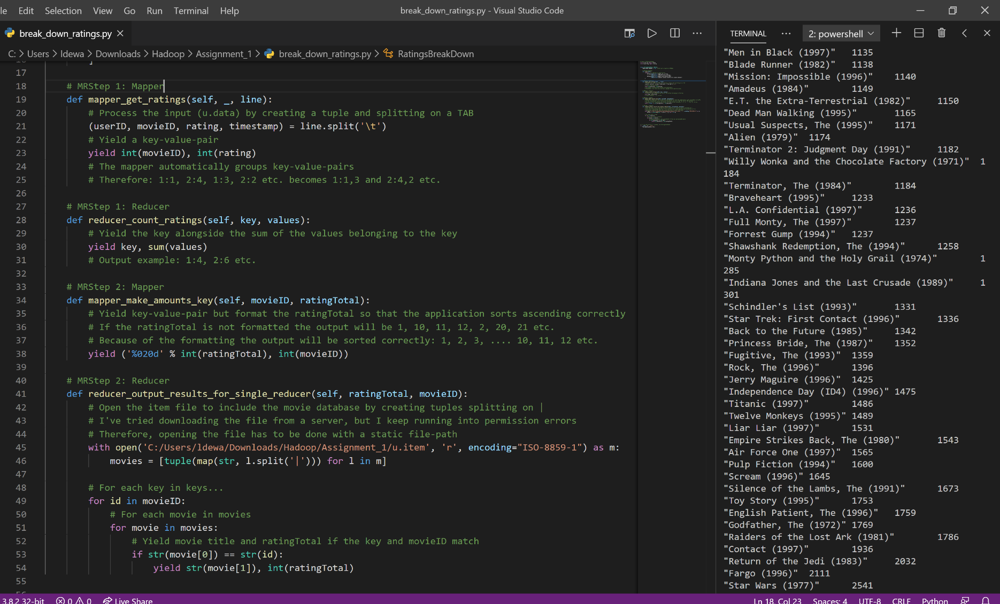 le Edit Selection View Go Run Terminal Help break_down_ratings.py - Visual Studio Code
break_down_ratings.py
C: > Users > ldewa > Downloads > Hadoop > Assignment_1 > break_down_ratings.py > RatingsBreakDown
]
17
18 # MRStep 1: Mapper
19 def mapper_get_ratings(self, _, line):
20 # Process the input (u.data) by creating a tuple and splitting on a TAB
21 (userID, movieID, rating, timestamp) = line.split('\t')
22 # Yield a key-value-pair
23 yield int(movieID), int(rating)
24 # The mapper automatically groups key-value-pairs
25 # Therefore: 1:1, 2:4, 1:3, 2:2 etc. becomes 1:1,3 and 2:4,2 etc.
26
27 # MRStep 1: Reducer
28 def reducer_count_ratings(self, key, values):
29 # Yield the key alongside the sum of the values belonging to the key
30 yield key, sum(values)
31 # Output example: 1:4, 2:6 etc.
32
33 # MRStep 2: Mapper
34 def mapper_make_amounts_key(self, movieID, ratingTotal):
35 # Yield key-value-pair but format the ratingTotal so that the application sorts ascending correctly
36 # If the ratingTotal is not formatted the output will be 1, 10, 11, 12, 2, 20, 21 etc.
37 # Because of the formatting the output will be sorted correctly: 1, 2, 3, .... 10, 11, 12 etc.
38 yield ('%020d' % int(ratingTotal), int(movieID))
39
40 # MRStep 2: Reducer
41 def reducer_output_results_for_single_reducer(self, ratingTotal, movieID):
42 # Open the item file to include the movie database by creating tuples splitting on |
43 # I've tried downloading the file from a server, but I keep running into permission errors
44 # Therefore, opening the file has to be done with a static file-path
45 with open('C:/Users/ldewa/Downloads/Hadoop/Assignment_1/u.item', 'r', encoding="ISO-8859-1") as m:
46 movies = [tuple(map(str, l.split('|'))) for l in m]
47
48 # For each key in keys...
49 for id in movieID:
50 # For each movie in movies
51 for movie in movies:
52 # Yield movie title and ratingTotal if the key and movieID match
53 if str(movie[0]) == str(id):
54 yield str(movie[1]), int(ratingTotal)
55
TERMINAL ... 2: powershell
"Men in Black (1997)" 1135
"Blade Runner (1982)" 1138
"Mission: Impossible (1996)" 1140
"Amadeus (1984)" 1149
"E.T. the Extra-Terrestrial (1982)" 1150
"Dead Man Walking (1995)" 1165
"Usual Suspects, The (1995)" 1171
"Alien (1979)" 1174
"Terminator 2: Judgment Day (1991)" 1182
"Willy Wonka and the Chocolate Factory (1971)" 1
184
"Terminator, The (1984)" 1184
"Braveheart (1995)" 1233
"L.A. Confidential (1997)" 1236
"Full Monty, The (1997)" 1237
"Forrest Gump (1994)" 1237
"Shawshank Redemption, The (1994)" 1258
"Monty Python and the Holy Grail (1974)" 1
285
"Indiana Jones and the Last Crusade (1989)" 1
301
"Schindler's List (1993)" 1331
"Star Trek: First Contact (1996)" 1336
"Back to the Future (1985)" 1342
"Princess Bride, The (1987)" 1352
"Fugitive, The (1993)" 1359
"Rock, The (1996)" 1396
"Jerry Maguire (1996)" 1425
"Independence Day (ID4) (1996)" 1475
"Titanic (1997)" 1486
"Twelve Monkeys (1995)" 1489
"Liar Liar (1997)" 1531
"Empire Strikes Back, The (1980)" 1543
"Air Force One (1997)" 1565
"Pulp Fiction (1994)" 1600
"Scream (1996)" 1645
"Silence of the Lambs, The (1991)" 1673
"Toy Story (1995)" 1753
"English Patient, The (1996)" 1759
"Godfather, The (1972)" 1769
"Raiders of the Lost Ark (1981)" 1786
"Contact (1997)" 1936
"Return of the Jedi (1983)" 2032
"Fargo (1996)" 2111
"Star Wars (1977)" 2541
3.8.2 32-bit 0 0 Live Share Ln 18, Col 23 Spaces: 4 UTF-8 CRLF Python